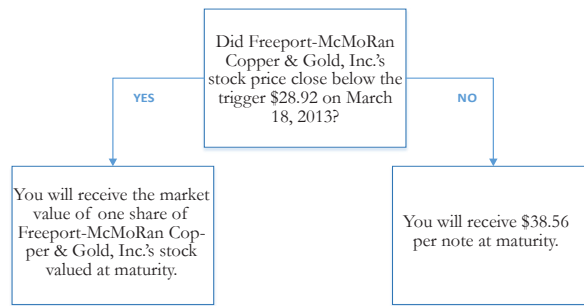 Did Freeport-McMoRan
Copper & Gold, Inc.'s
stock price close below the
trigger $28.92 on March
18, 2013?
YES
NO
You will receive the market
value of one share of
Freeport-McMoRan Cop-
per & Gold, Inc.'s stock
valued at maturity.
You will receive $38.56
per note at maturity.